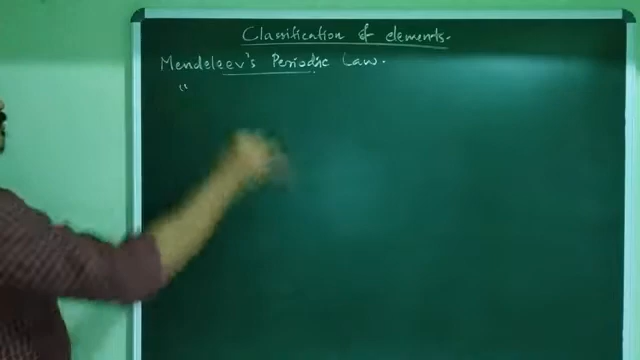 Classification of elements.
Mendeleev's Periodic Law.
"